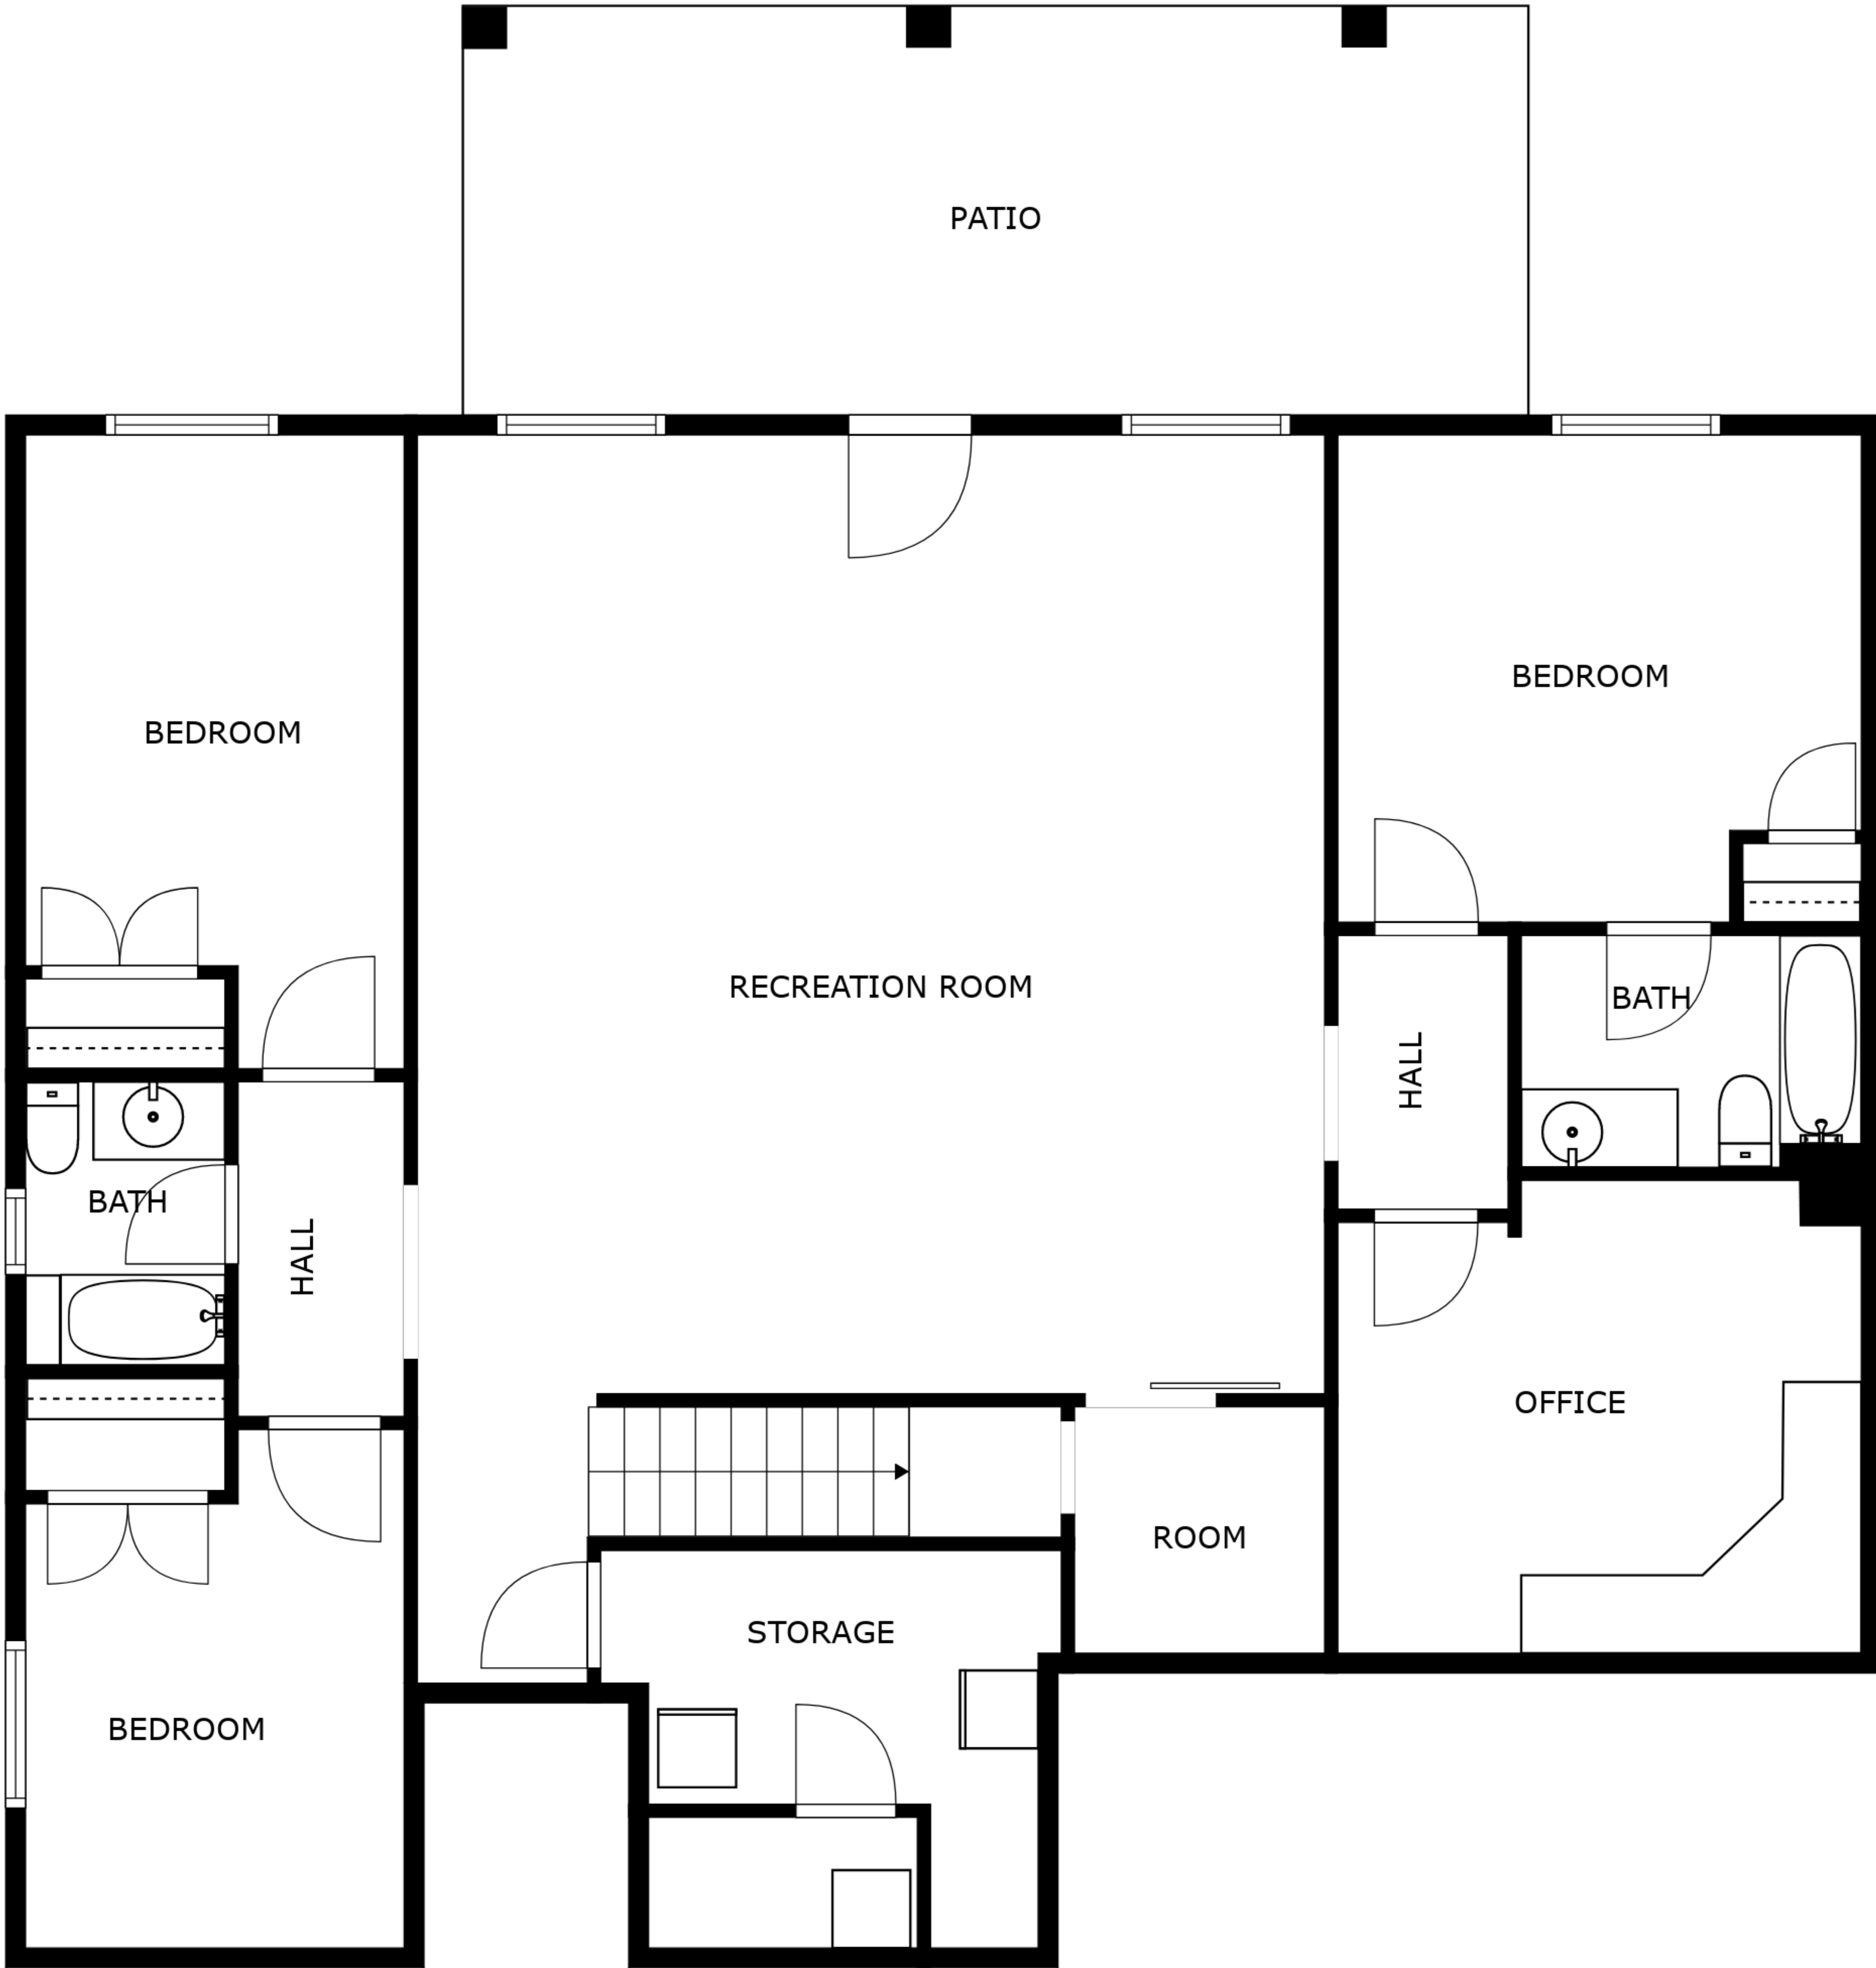 PATIO
BEDROOM
BEDROOM
RECREATION ROOM
BATH
HALL
BATH
HALL
OFFICE
ROOM
STORAGE
BEDROOM